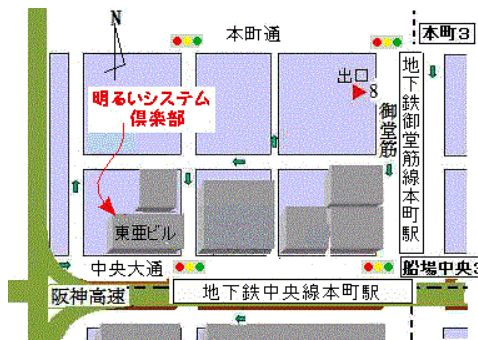 N
本町通
本町3
出口
8
明るいシステム
倶楽部
御堂筋
地下鉄御堂筋線本町駅
東亜ビル
中央大通
船場中央3
阪神高速
地下鉄中央線本町駅